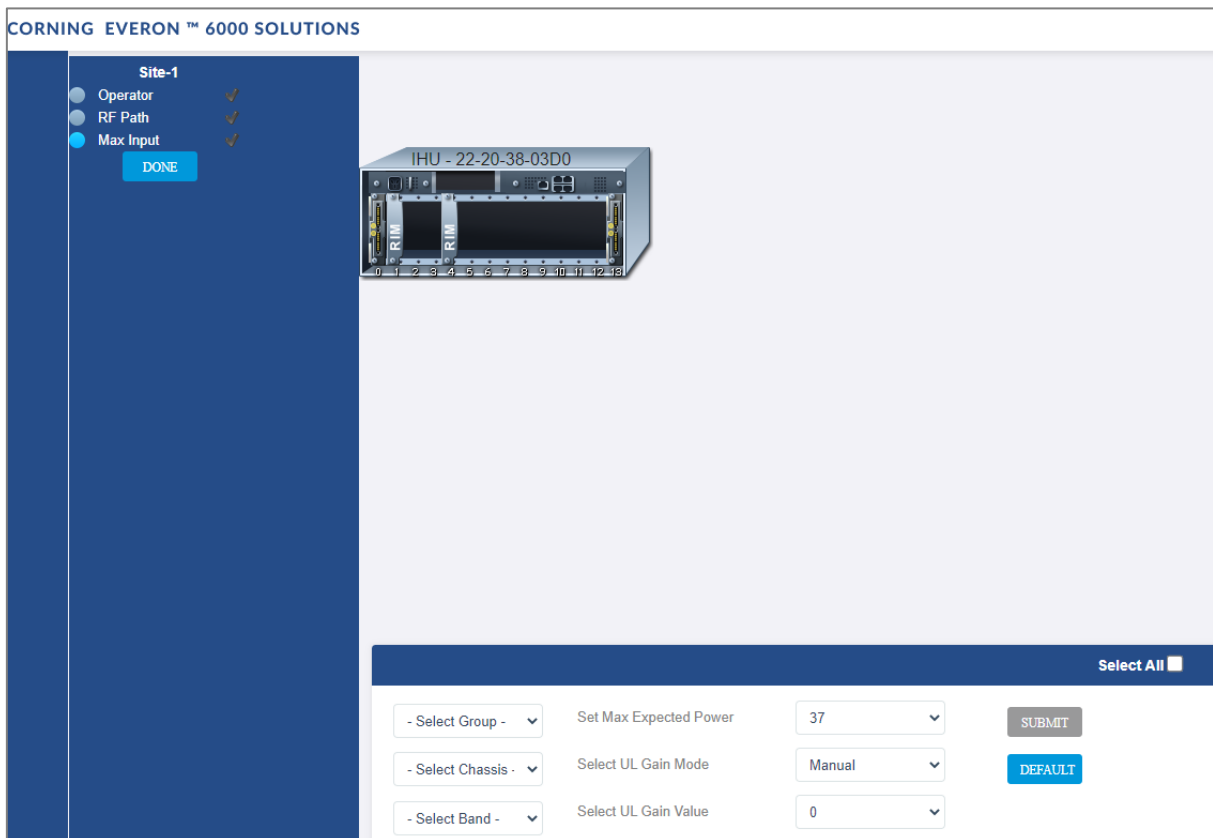 CORNING EVERON ™ 6000 SOLUTIONS
Site-1
Operator
RF Path
Max Input
DONE
IHU - 22-20-38-03D0
RIM RIM
0 1 2 3 4 5 6 7 8 9 10 11 12 13
Select All
- Select Group - Set Max Expected Power 37 SUBMIT
- Select Chassis - Select UL Gain Mode Manual DEFAULT
- Select Band - Select UL Gain Value 0